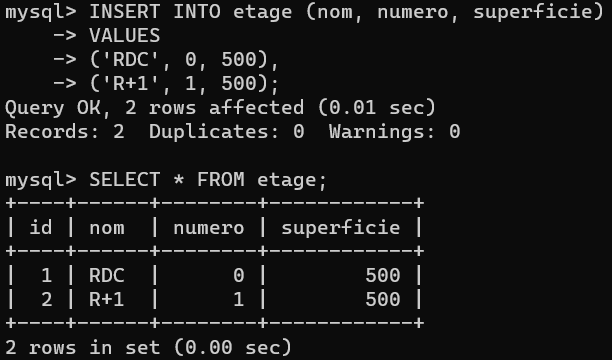 mysql> INSERT INTO etage (nom, numero, superficie)
    -> VALUES
    -> ('RDC', 0, 500),
    -> ('R+1', 1, 500);
Query OK, 2 rows affected (0.01 sec)
Records: 2  Duplicates: 0  Warnings: 0

mysql> SELECT * FROM etage;
+----+------+--------+------------+
| id | nom  | numero | superficie |
+----+------+--------+------------+
|  1 | RDC  |      0 |        500 |
|  2 | R+1  |      1 |        500 |
+----+------+--------+------------+
2 rows in set (0.00 sec)